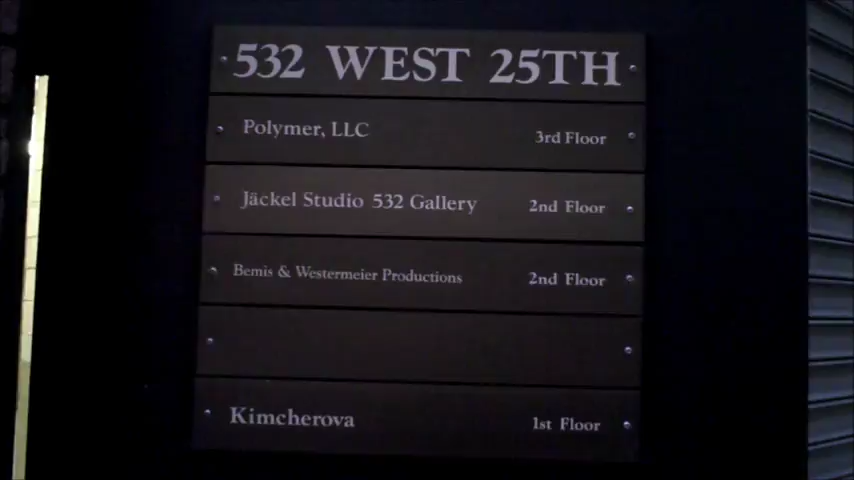 532 WEST 25TH
Polymer, LLC 3rd Floor
Jäckel Studio 532 Gallery 2nd Floor
Bemis & Westermeier Productions 2nd Floor
Kimcherova 1st Floor